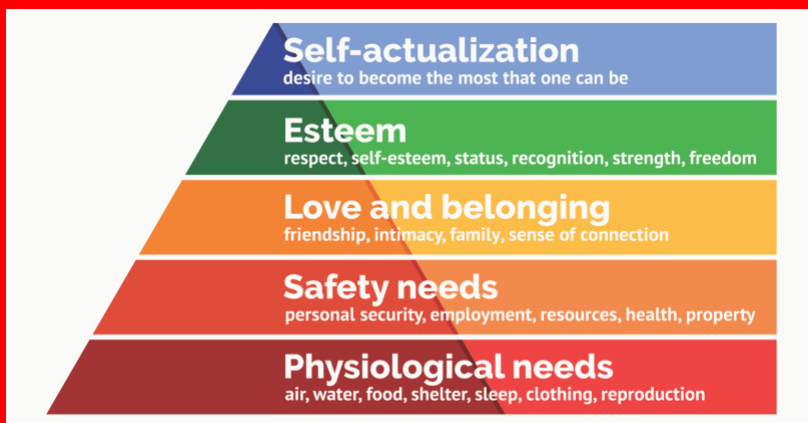 Self-actualization
desire to become the most that one can be
Esteem
respect, self-esteem, status, recognition, strength, freedom
Love and belonging
friendship, intimacy, family, sense of connection
Safety needs
personal security, employment, resources, health, property
Physiological needs
air, water, food, shelter, sleep, clothing, reproduction